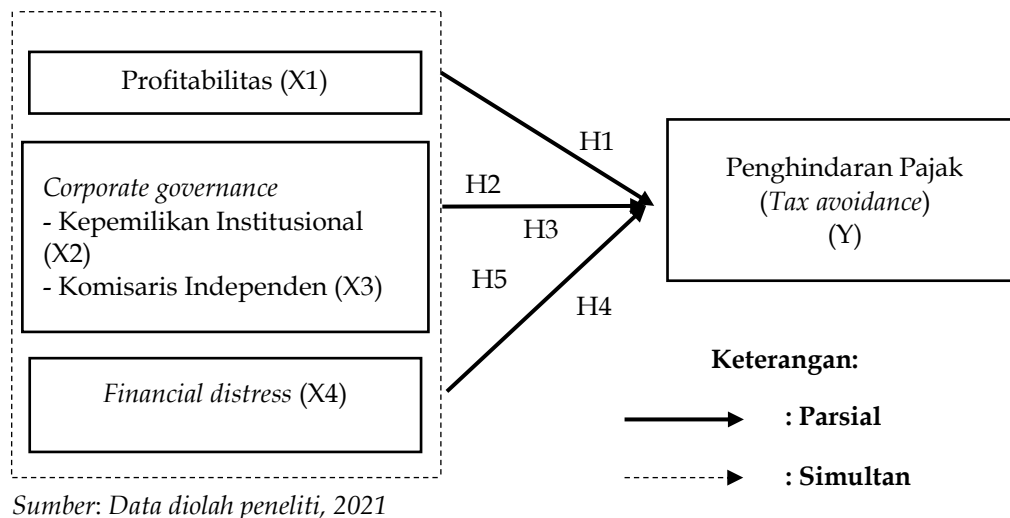 Profitabilitas (X1)
Corporate governance
- Kepemilikan Institusional
(X2)
- Komisaris Independen (X3)
Financial distress (X4)
H1
H2
H3
H5
H4
Penghindaran Pajak
(Tax avoidance)
(Y)
Keterangan:
: Parsial
: Simultan
Sumber: Data diolah peneliti, 2021